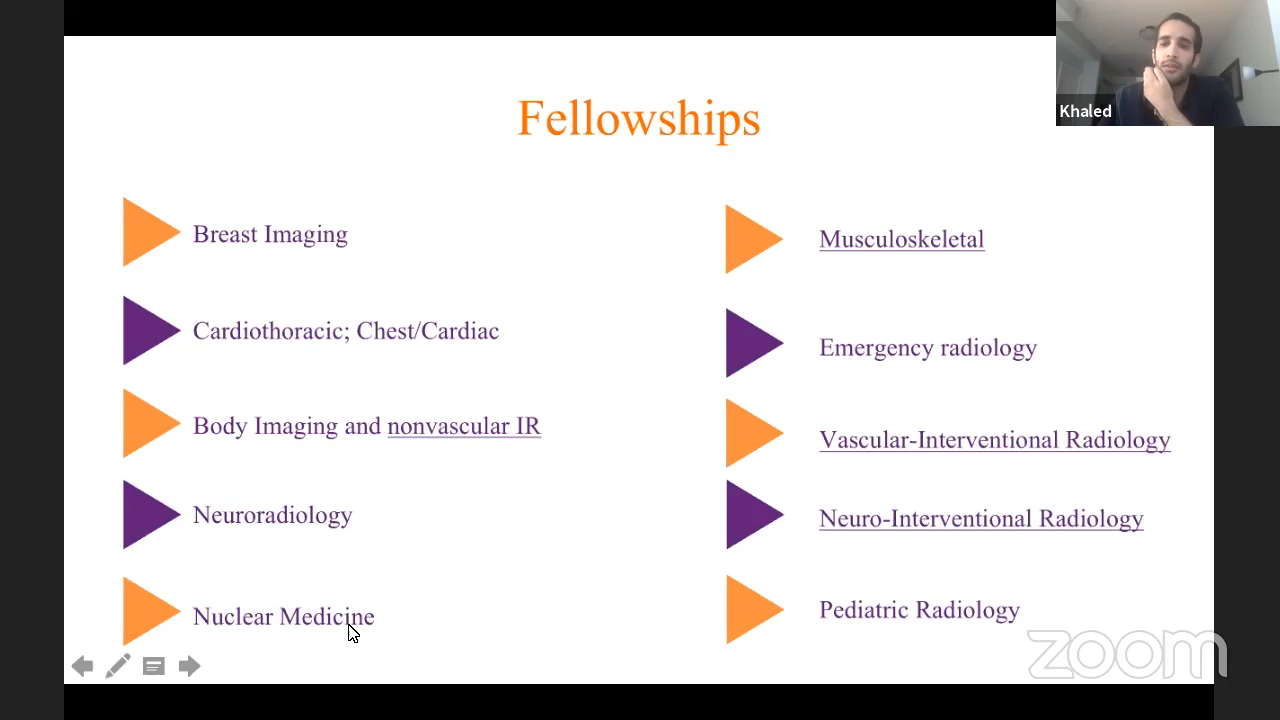 Khaled
Fellowships
Breast Imaging
Cardiothoracic; Chest/Cardiac
Body Imaging and nonvascular IR
Neuroradiology
Nuclear Medicine
Musculoskeletal
Emergency radiology
Vascular-Interventional Radiology
Neuro-Interventional Radiology
Pediatric Radiology
zoom